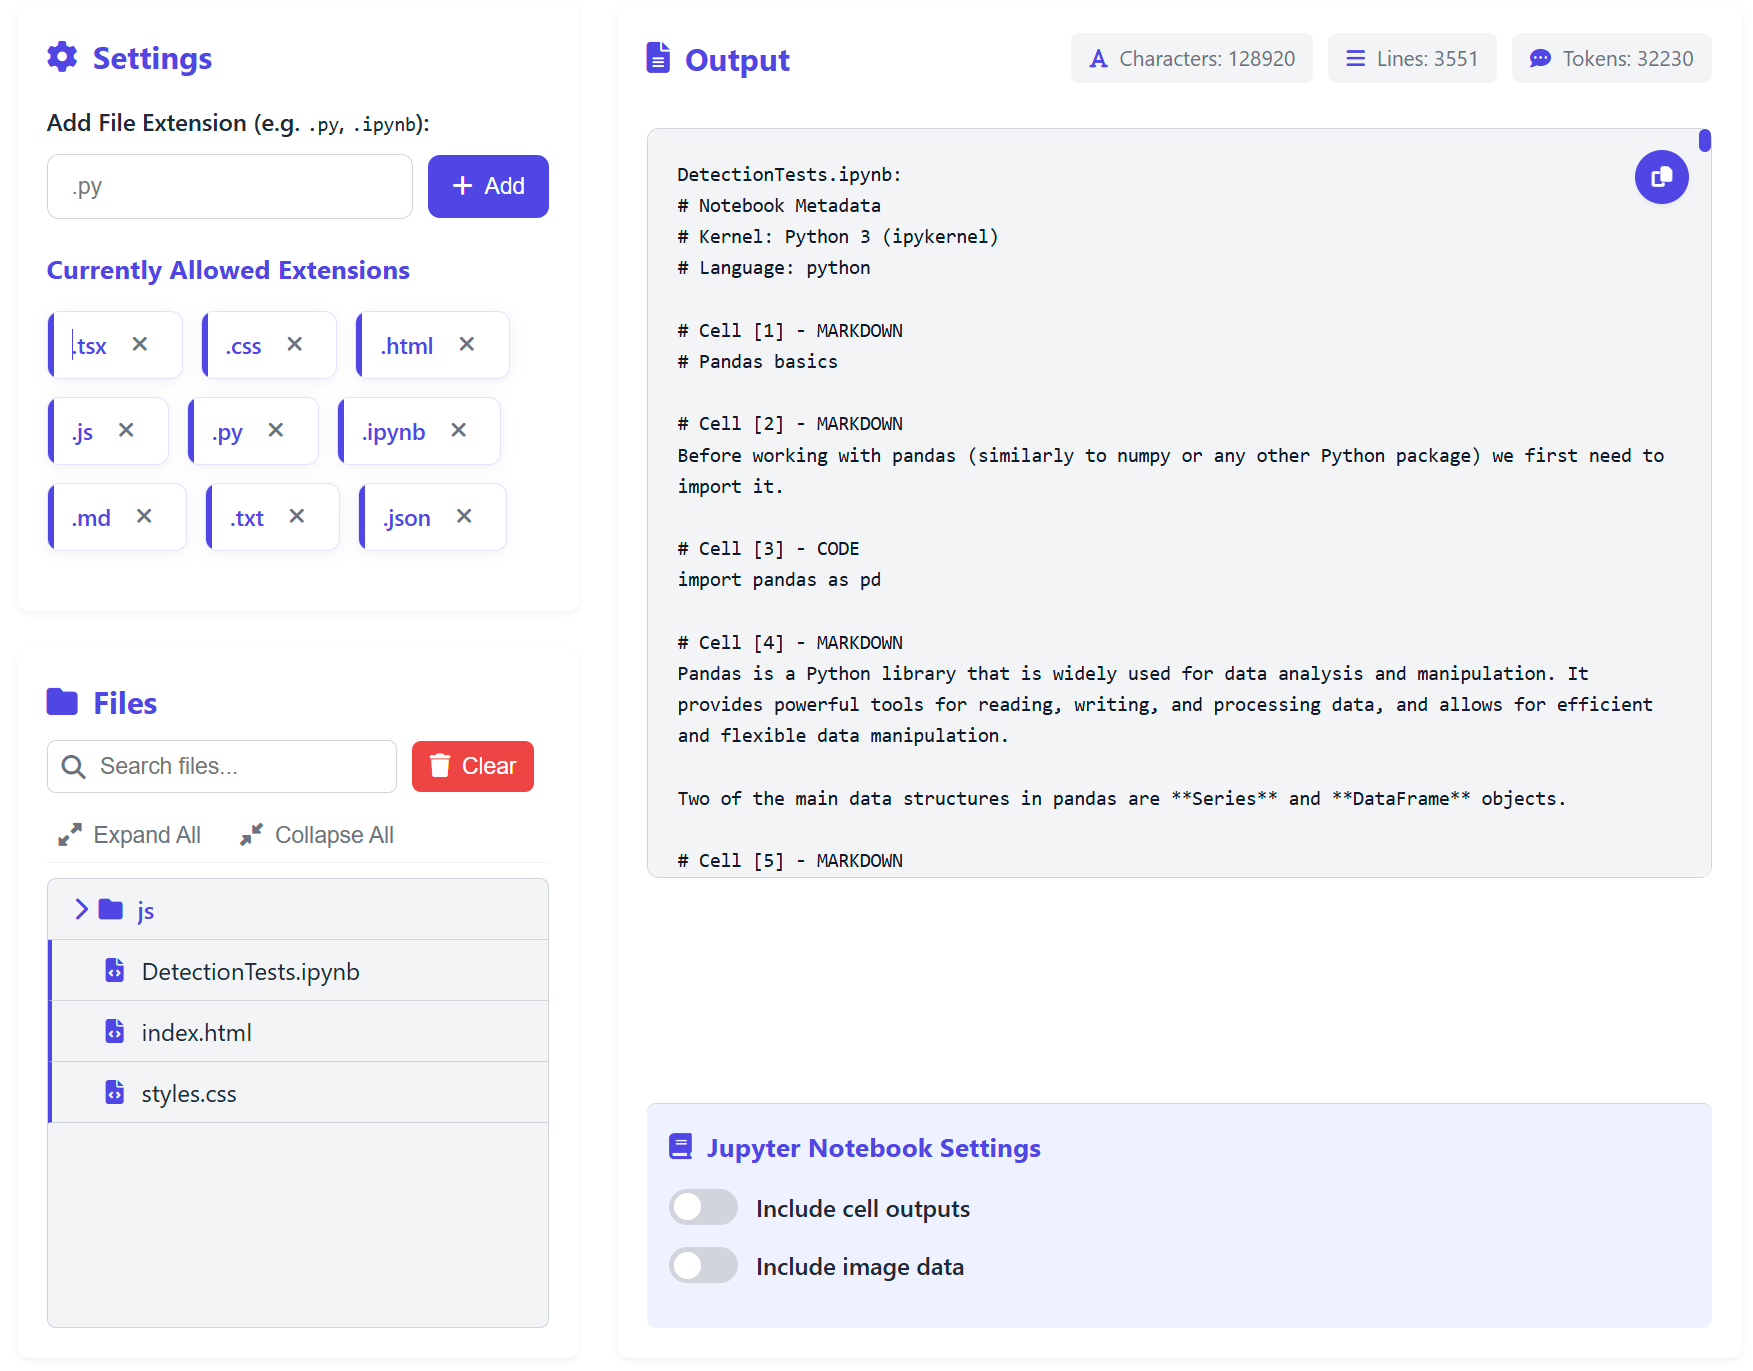 Settings
Add File Extension (e.g. .py, .ipynb):
.py
Add
Currently Allowed Extensions
.tsx
.css
.html
.js
.py
.ipynb
.md
.txt
.json
Files
Search files...
Clear
Expand All
Collapse All
js
DetectionTests.ipynb
index.html
styles.css
Output
Characters: 128920
Lines: 3551
Tokens: 32230
DetectionTests.ipynb:
# Notebook Metadata
# Kernel: Python 3 (ipykernel)
# Language: python
# Cell [1] - MARKDOWN
# Pandas basics
# Cell [2] - MARKDOWN
Before working with pandas (similarly to numpy or any other Python package) we first need to
import it.
# Cell [3] - CODE
import pandas as pd
# Cell [4] - MARKDOWN
Pandas is a Python library that is widely used for data analysis and manipulation. It
provides powerful tools for reading, writing, and processing data, and allows for efficient
and flexible data manipulation.
Two of the main data structures in pandas are **Series** and **DataFrame** objects.
# Cell [5] - MARKDOWN
Jupyter Notebook Settings
Include cell outputs
Include image data